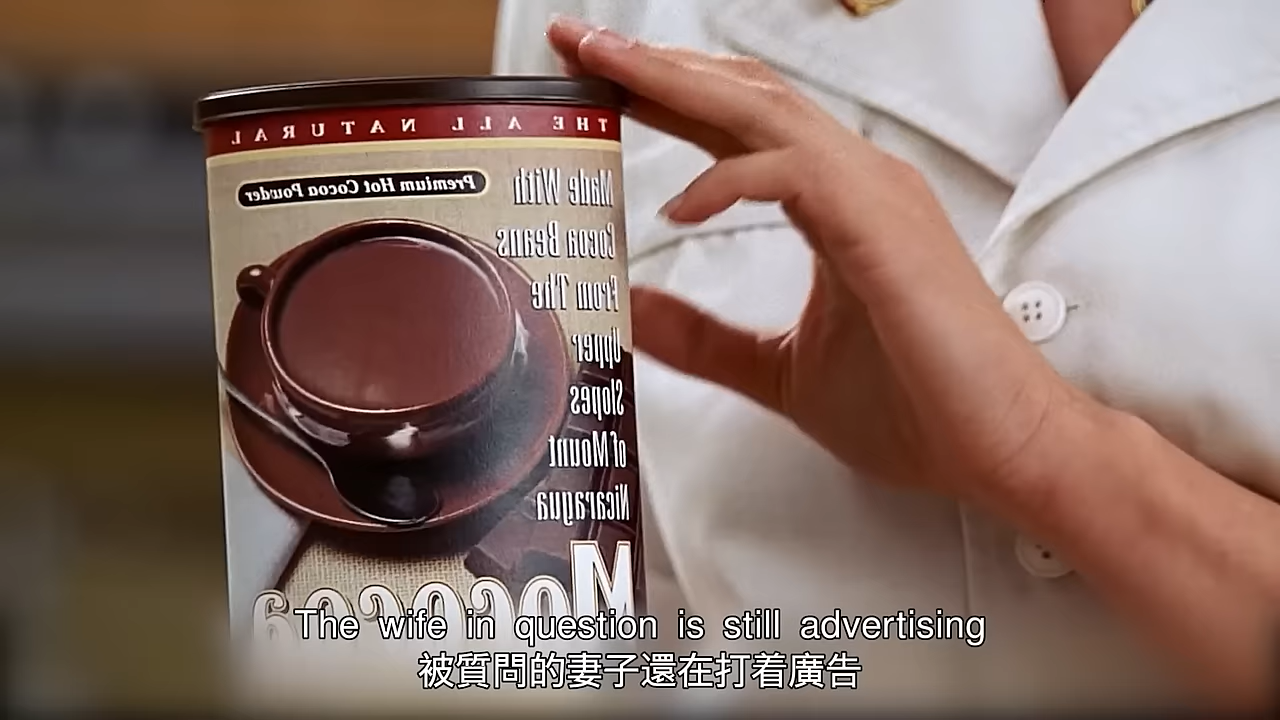 THE ALL NATURAL
Premium Hot Cocoa Powder
Made With
Cocoa Beans
From The
Upper
Slopes
of Mount
Nicaragua
Mococoa
The wife in question is still advertising
被質問的妻子還在打着廣告